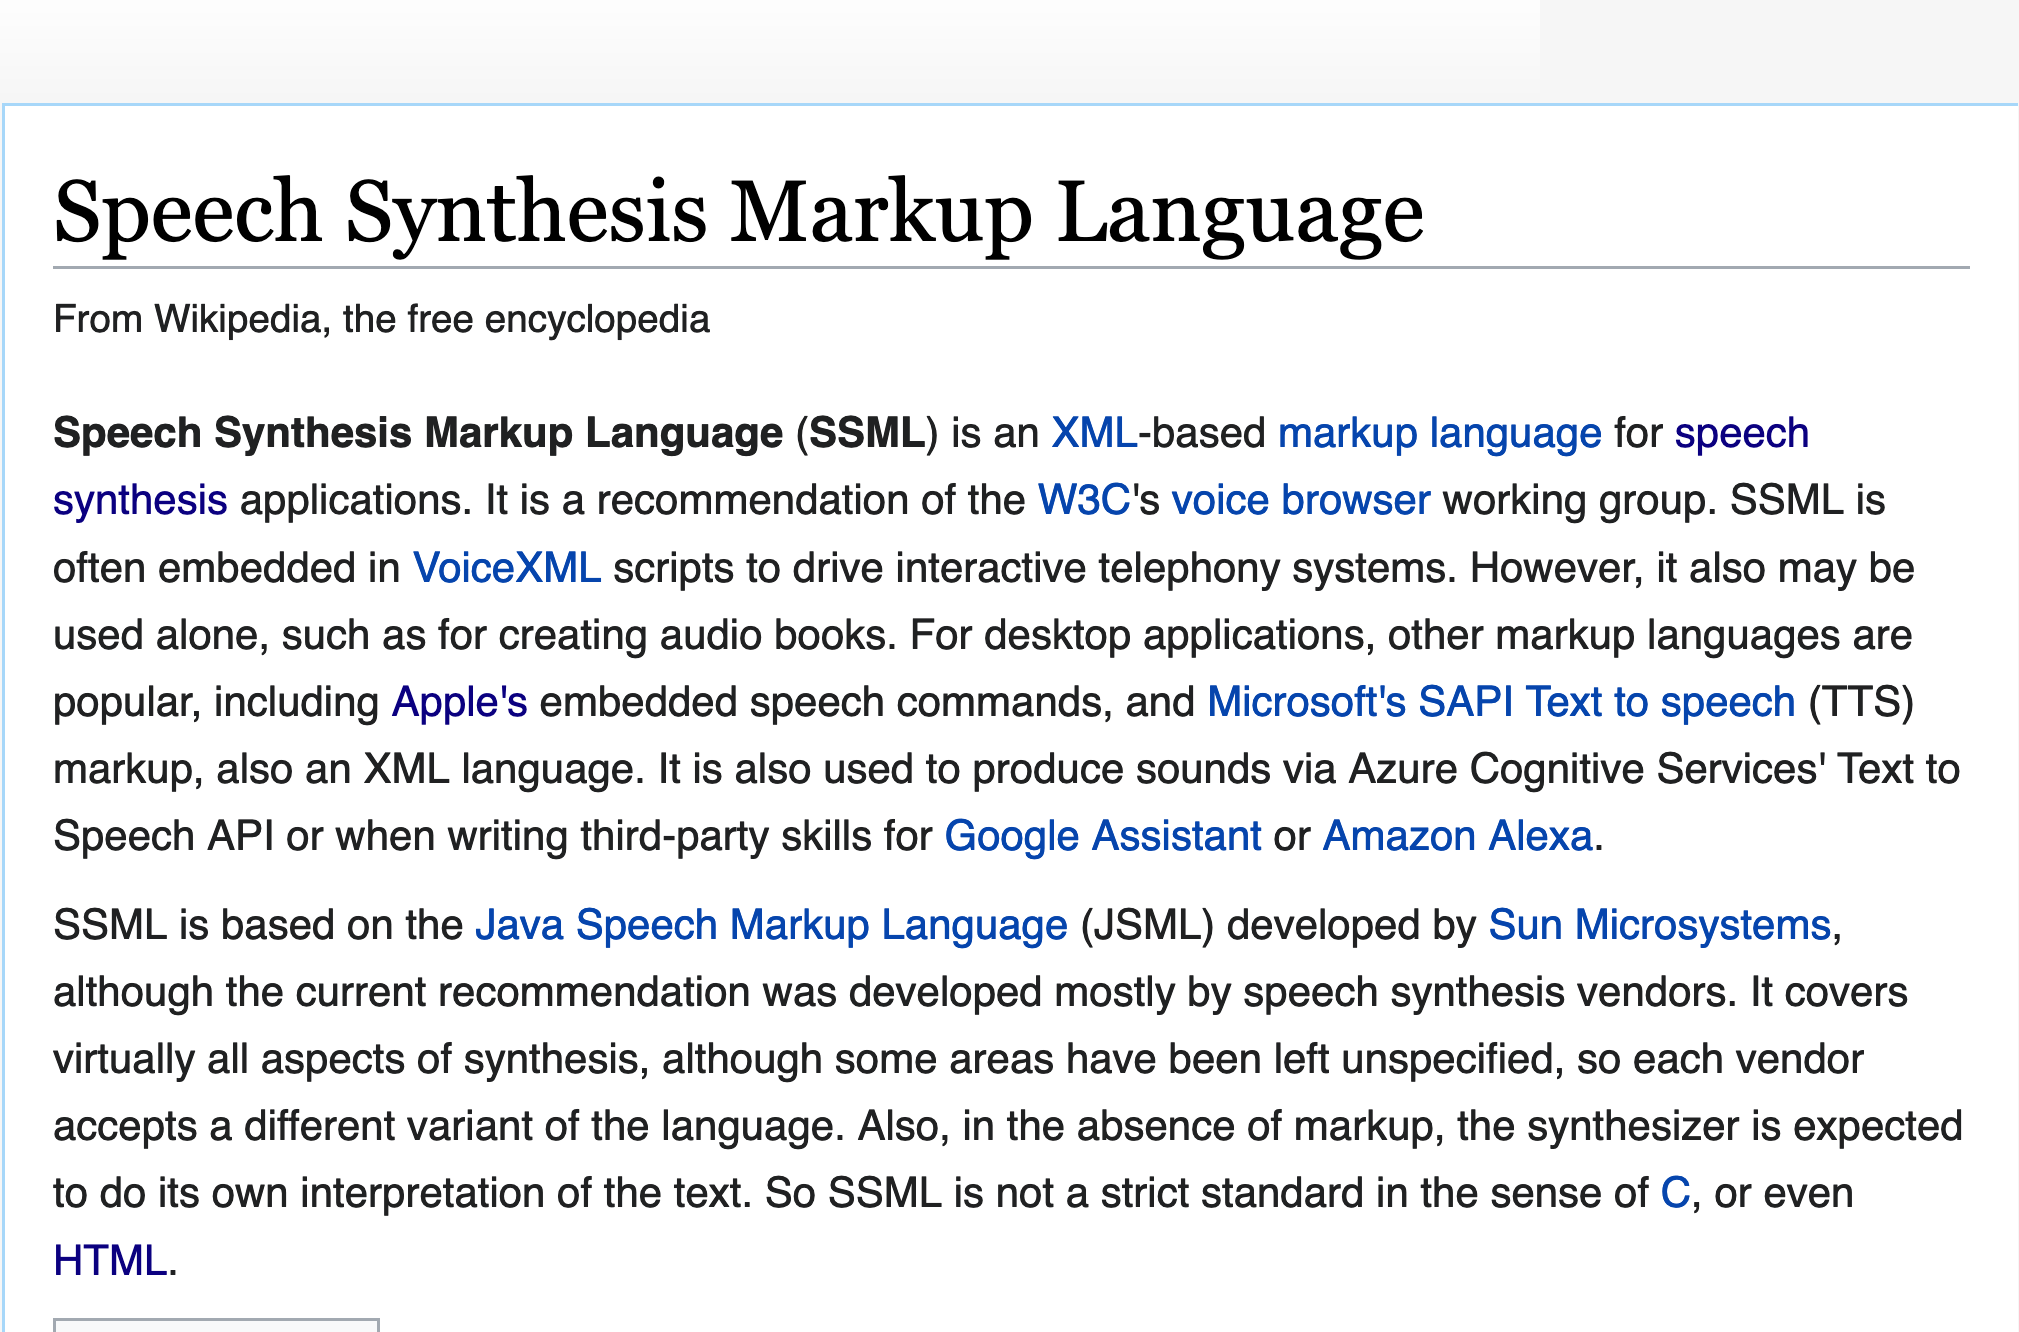 Speech Synthesis Markup Language
From Wikipedia, the free encyclopedia
Speech Synthesis Markup Language (SSML) is an XML-based markup language for speech
synthesis applications. It is a recommendation of the W3C's voice browser working group. SSML is
often embedded in VoiceXML scripts to drive interactive telephony systems. However, it also may be
used alone, such as for creating audio books. For desktop applications, other markup languages are
popular, including Apple's embedded speech commands, and Microsoft's SAPI Text to speech (TTS)
markup, also an XML language. It is also used to produce sounds via Azure Cognitive Services' Text to
Speech API or when writing third-party skills for Google Assistant or Amazon Alexa.
SSML is based on the Java Speech Markup Language (JSML) developed by Sun Microsystems,
although the current recommendation was developed mostly by speech synthesis vendors. It covers
virtually all aspects of synthesis, although some areas have been left unspecified, so each vendor
accepts a different variant of the language. Also, in the absence of markup, the synthesizer is expected
to do its own interpretation of the text. So SSML is not a strict standard in the sense of C, or even
HTML.